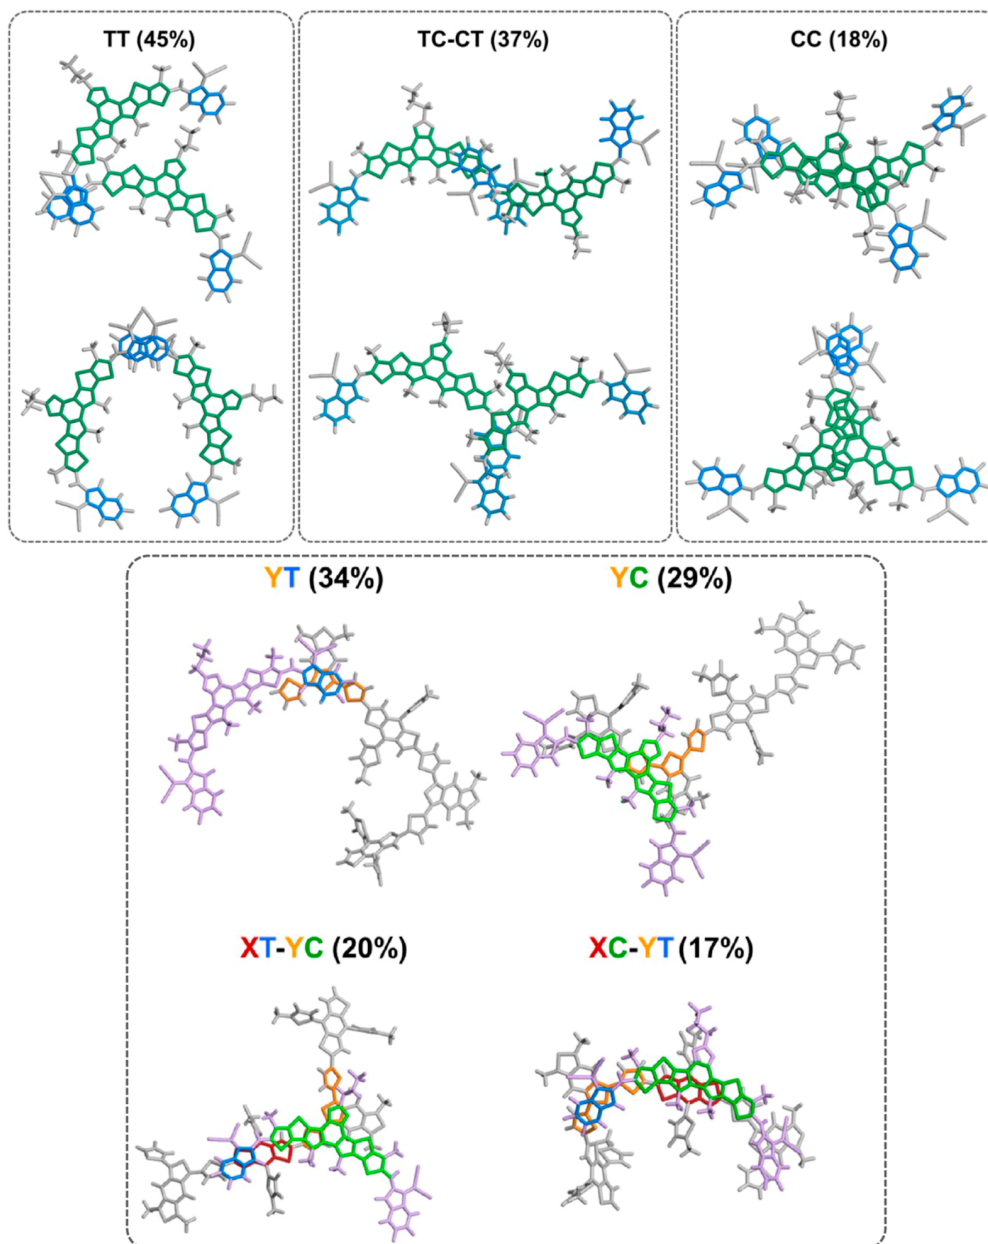 TT (45%)
TC-CT (37%)
CC (18%)
YT (34%)
YC (29%)
XT-YC (20%)
XC-YT (17%)